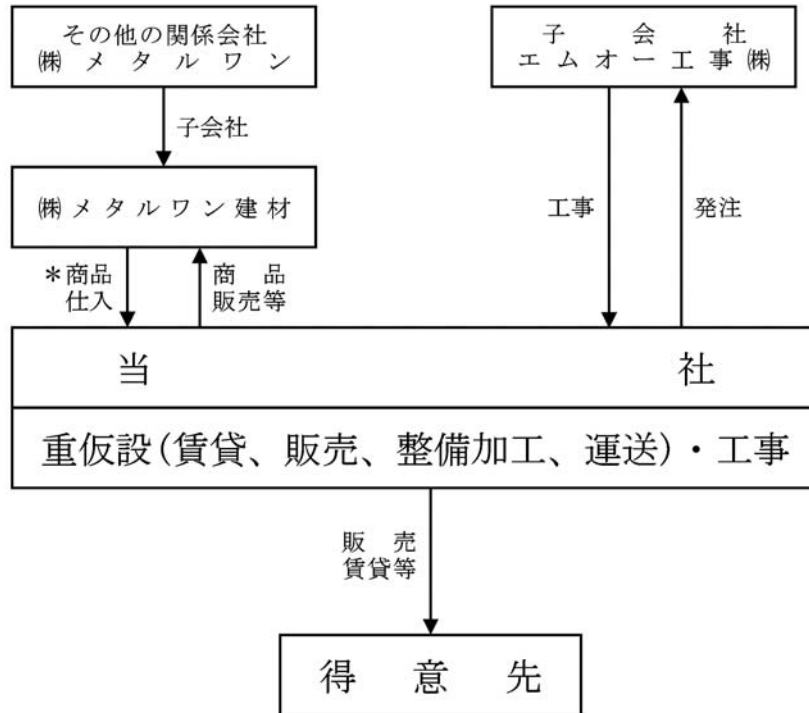 その他の関係会社
㈱メタルワン
子会社
エムオー工事㈱
子会社
㈱メタルワン建材
工事
発注
＊商品
仕入
商品
販売等
当社
重仮設(賃貸、販売、整備加工、運送)・工事
販売
賃貸等
得意先